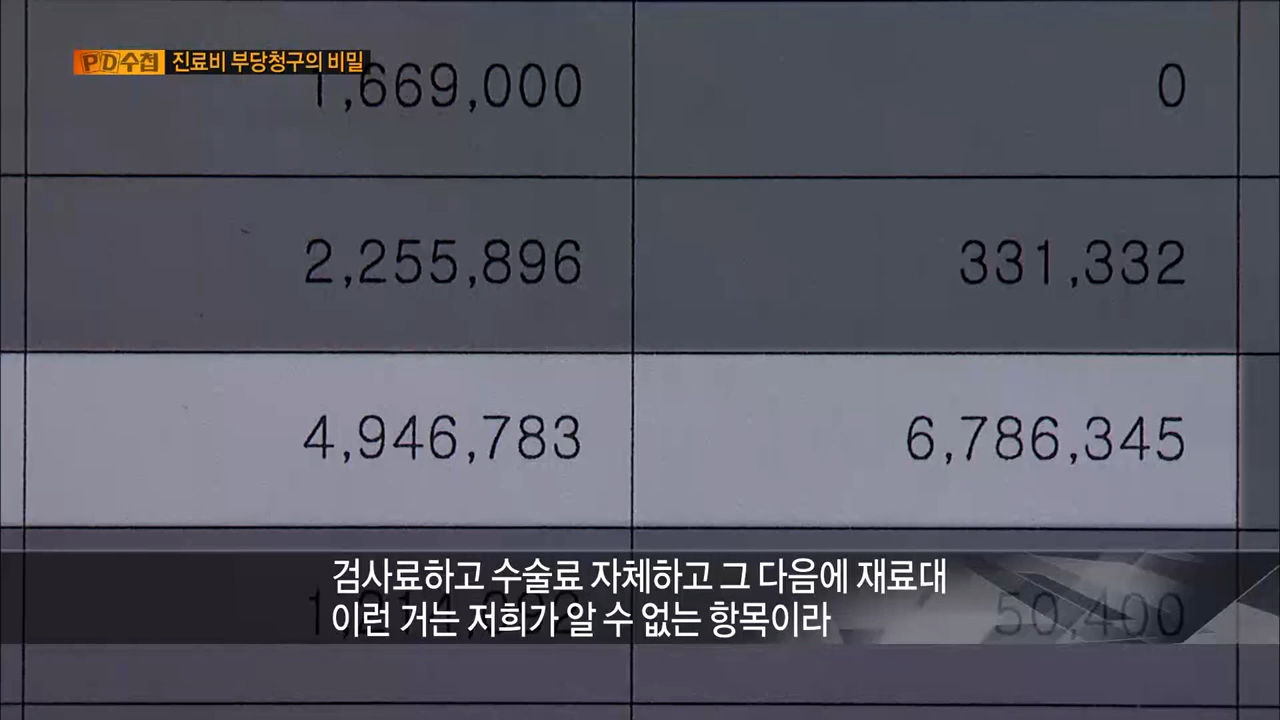 PD수첩 진료비 부당청구의 비밀
1,669,000 0
2,255,896 331,332
4,946,783 6,786,345
50,400
검사료하고 수술료 자체하고 그 다음에 재료대
이런 거는 저희가 알 수 없는 항목이라